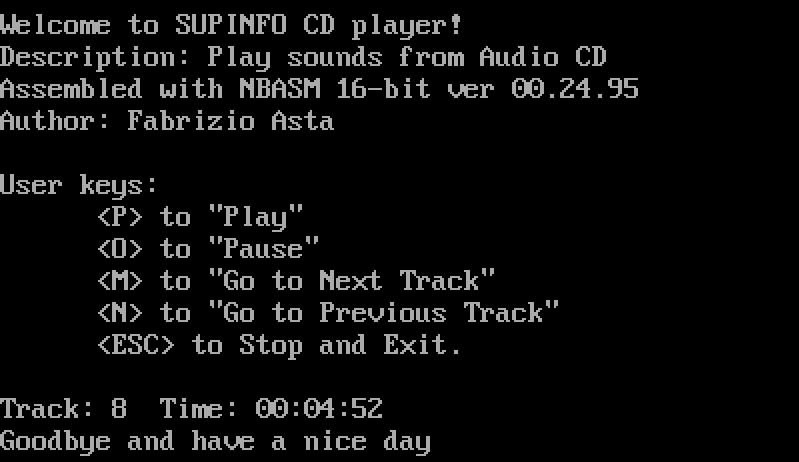 Welcome to SUPINFO CD player!
Description: Play sounds from Audio CD
Assembled with NBASM 16-bit ver 00.24.95
Author: Fabrizio Asta
User keys:
<P> to "Play"
<O> to "Pause"
<M> to "Go to Next Track"
<N> to "Go to Previous Track"
<ESC> to Stop and Exit.
Track: 8  Time: 00:04:52
Goodbye and have a nice day